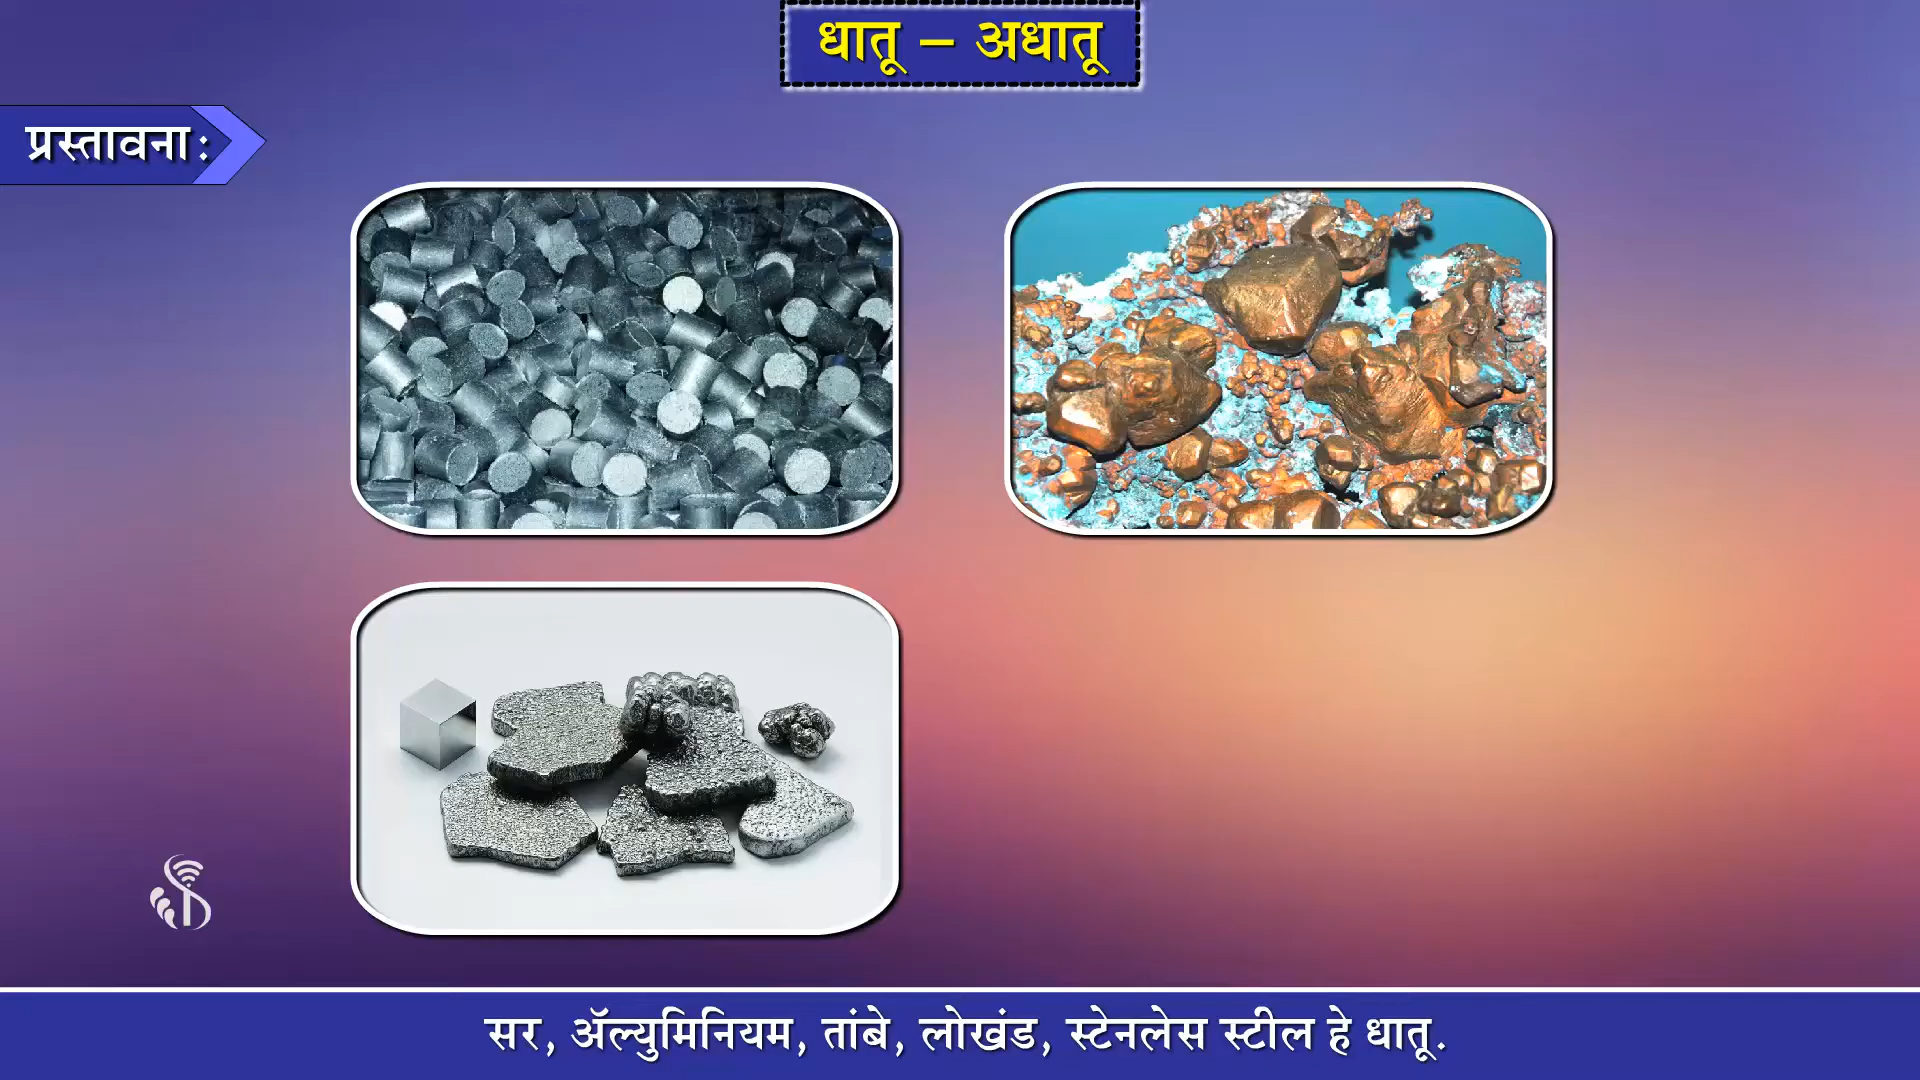 धातू – अधातू
प्रस्तावना:
सर, ॲल्युमिनियम, तांबे, लोखंड, स्टेनलेस स्टील हे धातू.